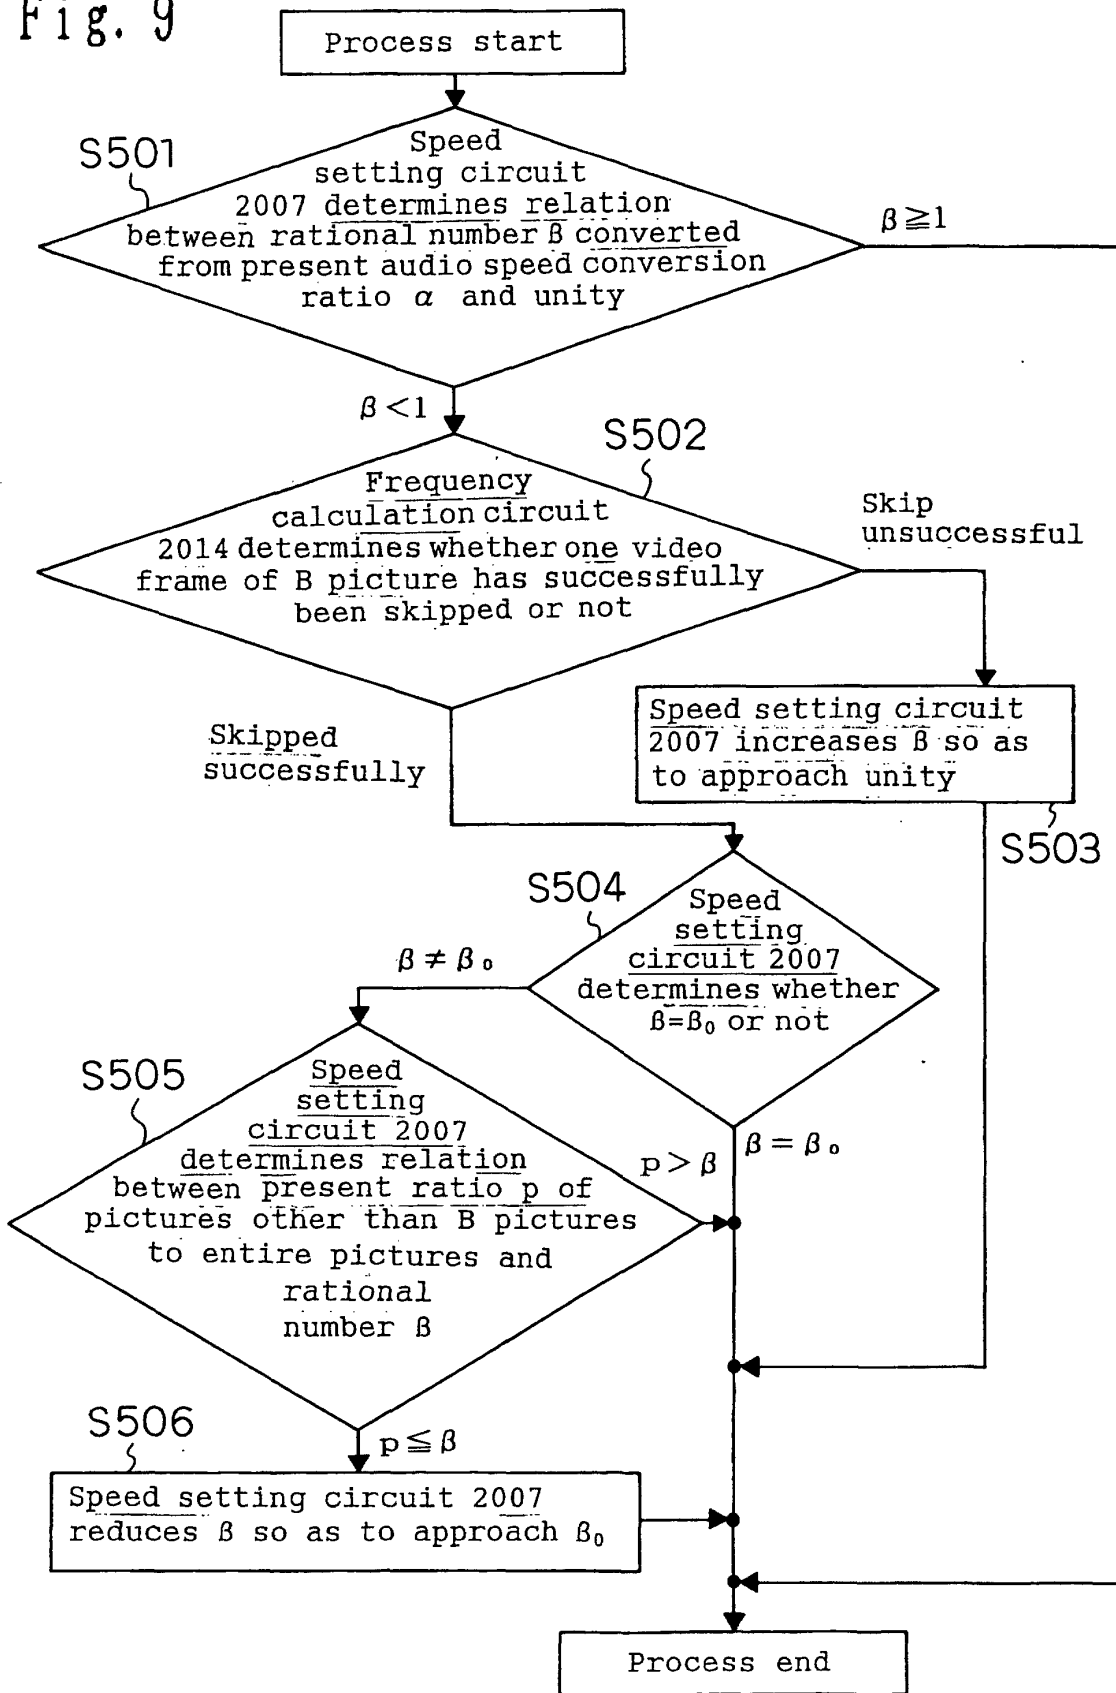 Fig. 9
Process start
S501
Speed
setting circuit
2007 determines relation
between rational number β converted
from present audio speed conversion
ratio α and unity
β≧1
β<1
S502
Frequency
calculation circuit
2014 determines whether one video
frame of B picture has successfully
been skipped or not
Skip
unsuccessful
Skipped
successfully
Speed setting circuit
2007 increases β so as
to approach unity
S503
S504
Speed
setting
circuit 2007
determines whether
β=β₀ or not
β≠β₀
β=β₀
S505
Speed
setting
circuit 2007
determines relation
between present ratio p of
pictures other than B pictures
to entire pictures and
rational
number β
p>β
p≦β
S506
Speed setting circuit 2007
reduces β so as to approach β₀
Process end